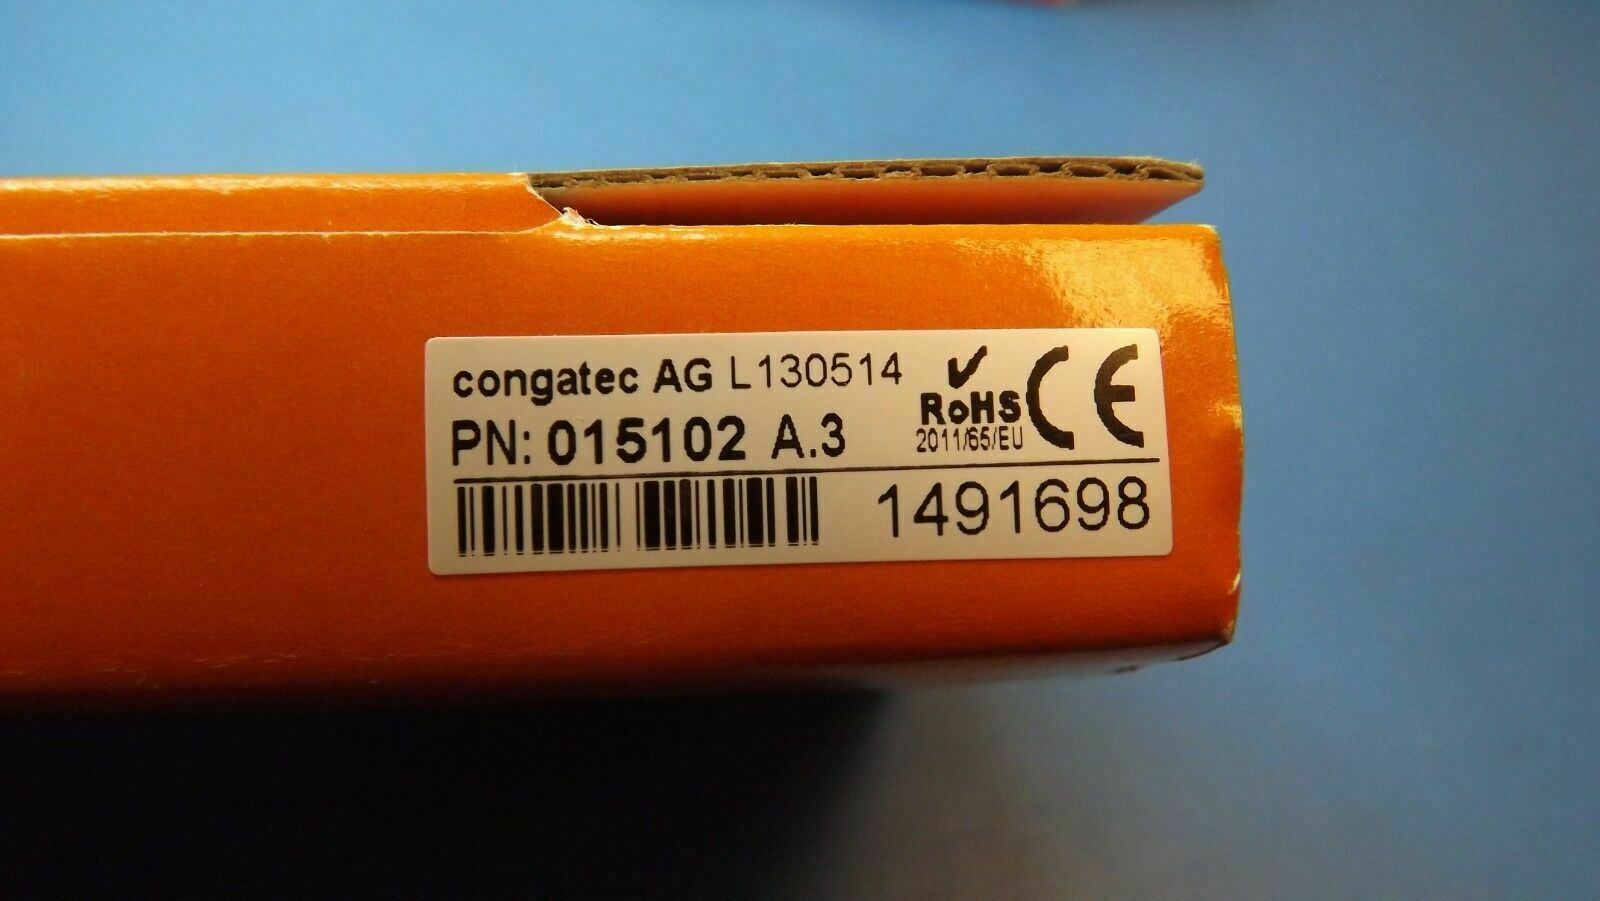 congatec AG L130514
PN: 015102 A.3
RoHS
2011/65/EU
CE
1491698